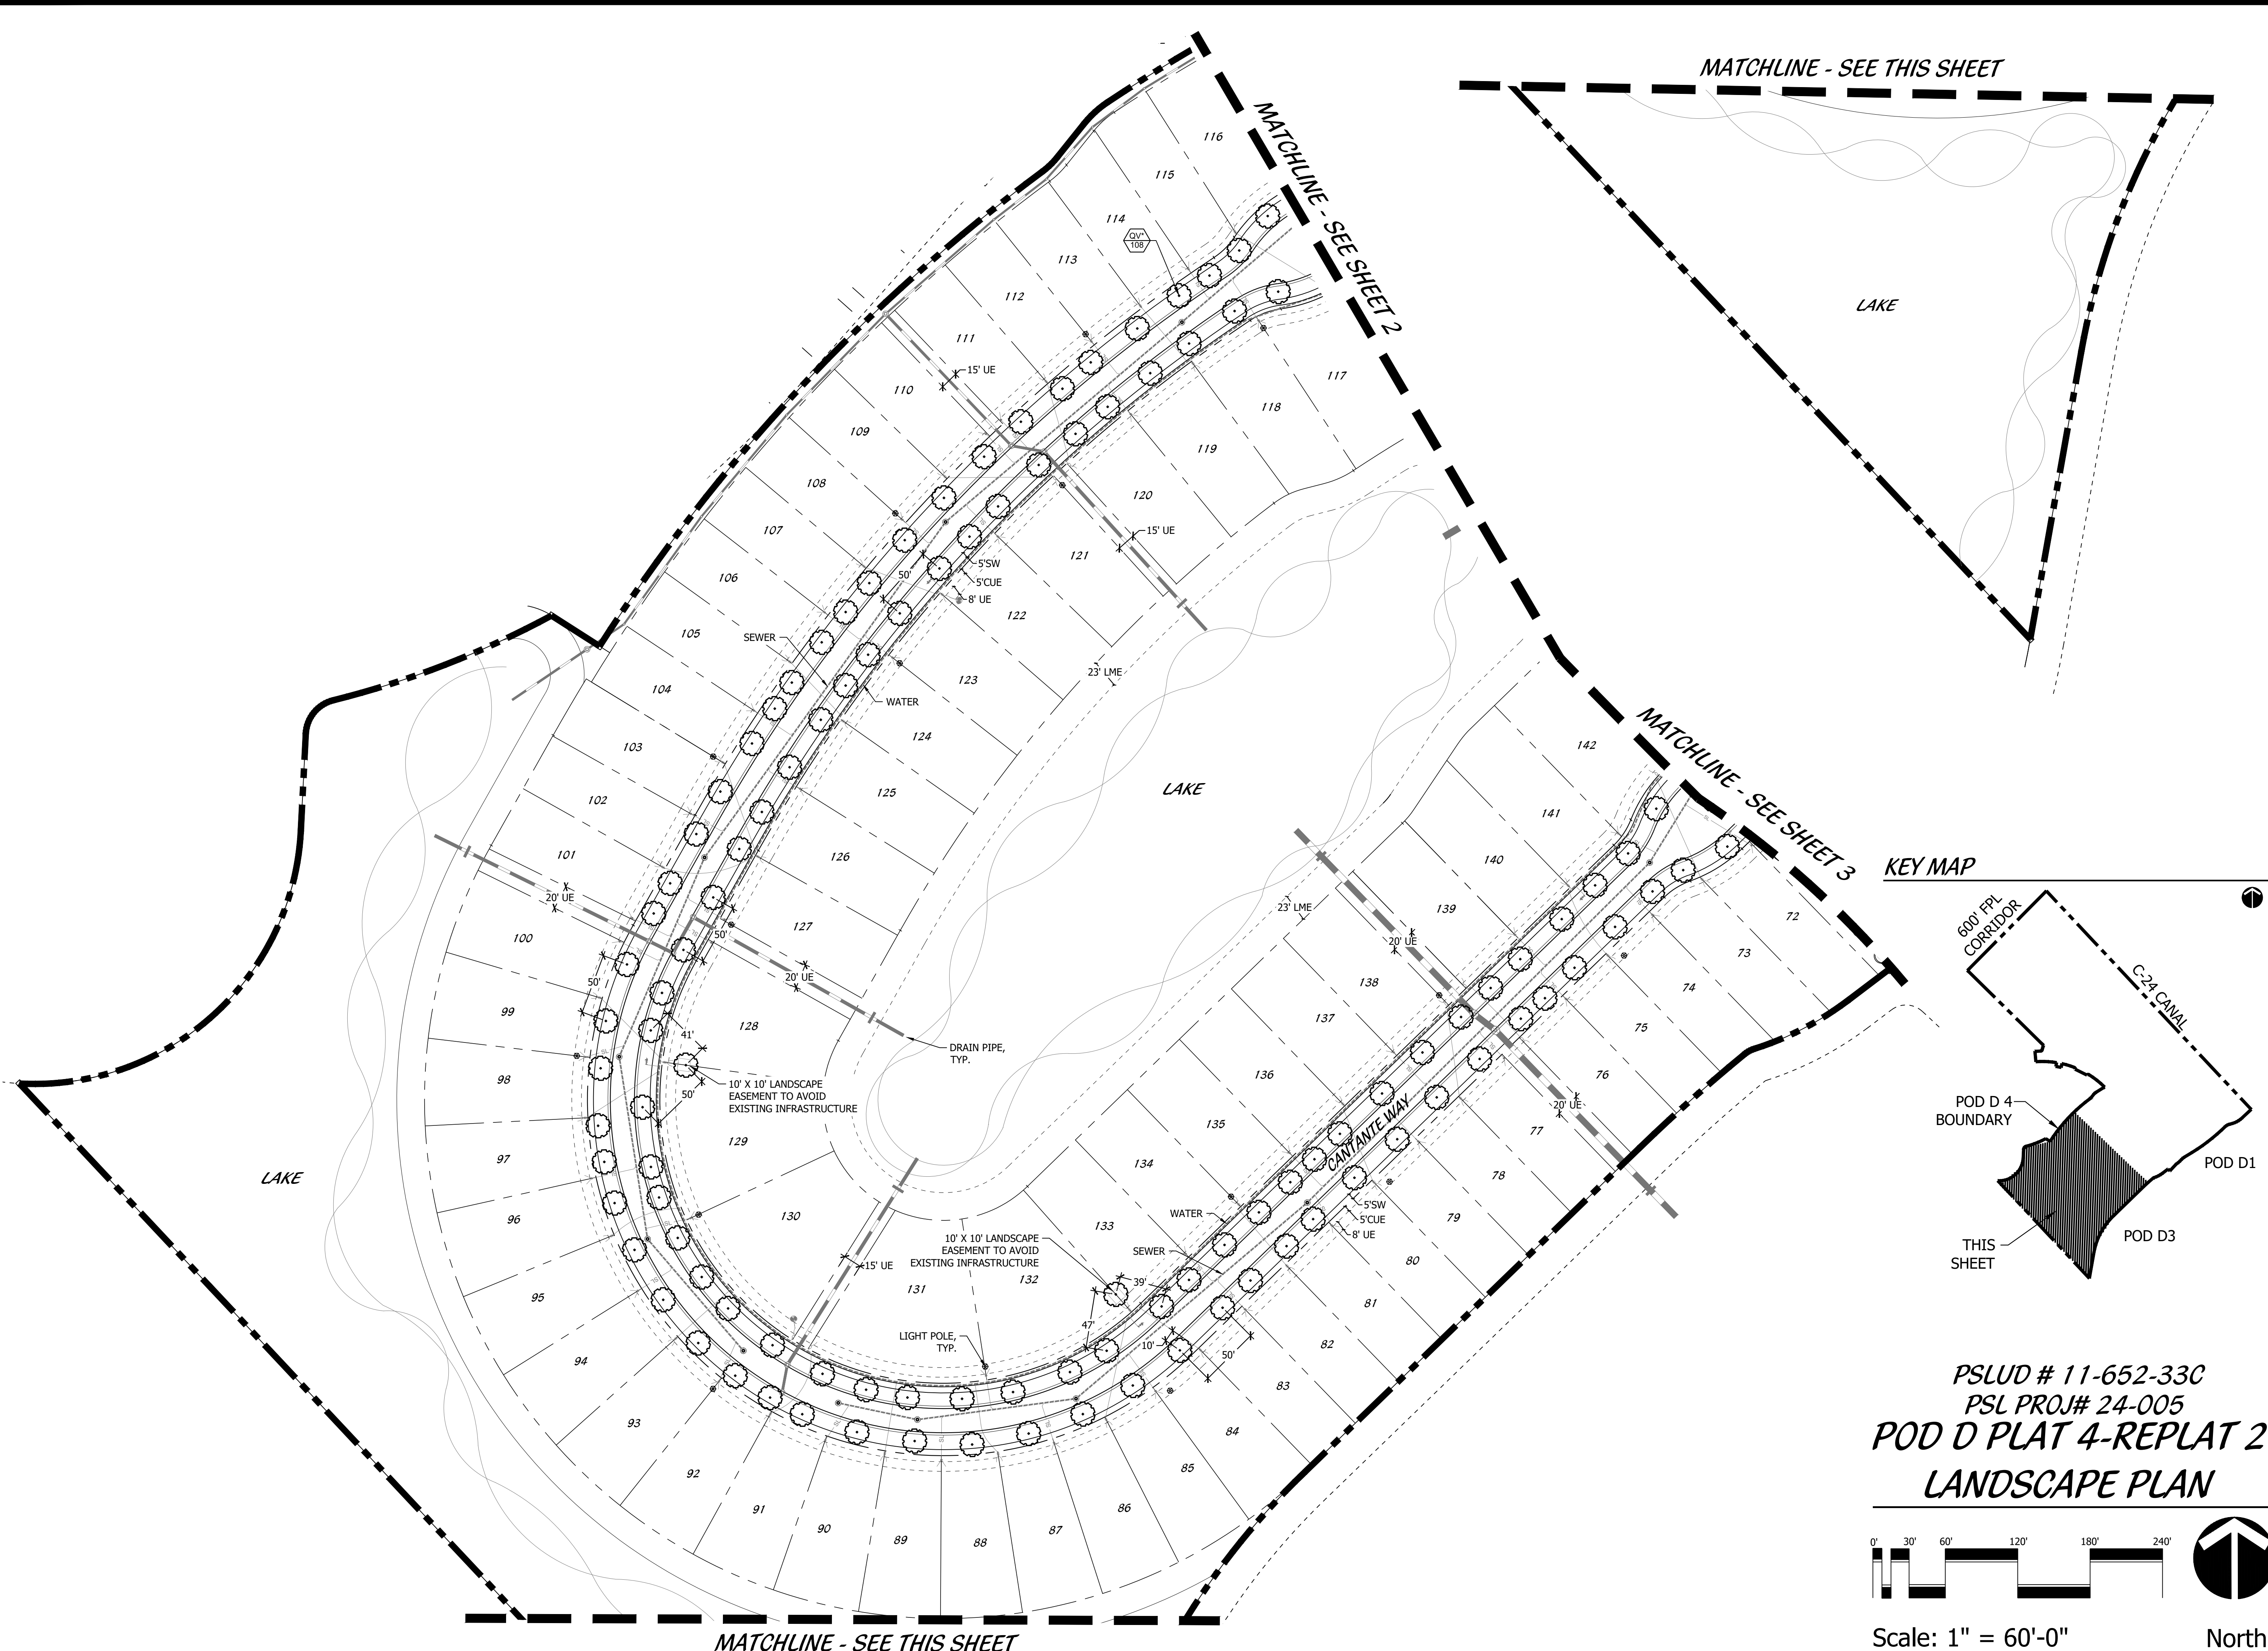 MATCHLINE - SEE THIS SHEET
MATCHLINE - SEE SHEET 2
116
115
114
QV*
108
113
112
111
15' UE
110
109
108
107
106
105
104
103
102
101
20' UE
100
99
98
97
96
95
94
93
92
91
90
89
88
87
86
85
84
83
82
81
80
79
78
77
76
75
74
73
72
117
118
119
120
15' UE
121
122
123
124
125
126
127
128
129
130
131
132
133
134
135
136
137
138
139
140
141
142
50'
5'SW
5'CUE
8' UE
SEWER
WATER
23' LME
LAKE
50'
20' UE
50'
41'
50'
DRAIN PIPE,
TYP.
10' X 10' LANDSCAPE
EASEMENT TO AVOID
EXISTING INFRASTRUCTURE
LAKE
15' UE
10' X 10' LANDSCAPE
EASEMENT TO AVOID
EXISTING INFRASTRUCTURE
LIGHT POLE,
TYP.
39'
47'
10'
50'
WATER
SEWER
CANTANTE WAY
5'SW
5'CUE
8' UE
23' LME
20' UE
20' UE
MATCHLINE - SEE SHEET 3
LAKE
MATCHLINE - SEE THIS SHEET
KEY MAP
600' FPL
CORRIDOR
C-24 CANAL
POD D 4
BOUNDARY
POD D1
POD D3
THIS
SHEET
PSLUD # 11-652-33C
PSL PROJ# 24-005
POD D PLAT 4-REPLAT 2
LANDSCAPE PLAN
0' 30' 60' 120' 180' 240'
Scale: 1" = 60'-0"
North